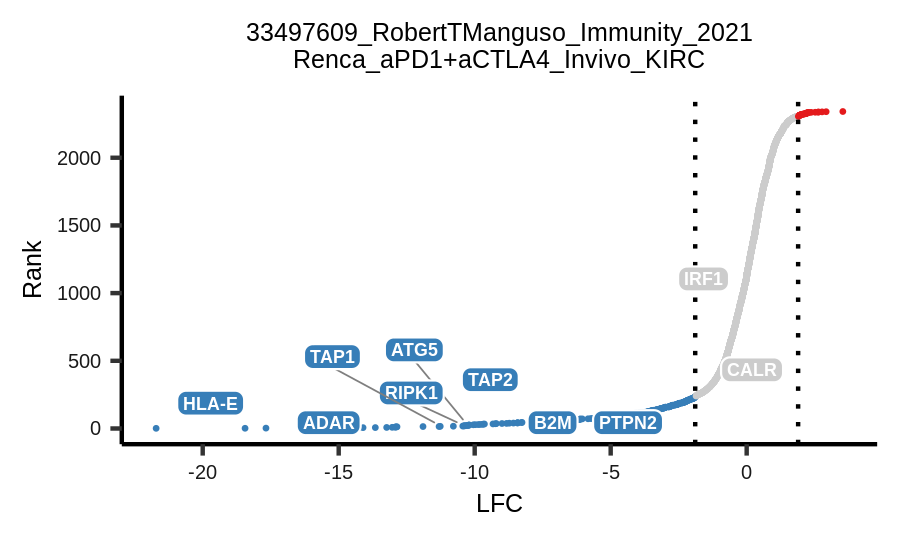 33497609_RobertTManguso_Immunity_2021
Renca_aPD1+aCTLA4_Invivo_KIRC
Rank
2000
1500
1000
500
0
IRF1
CALR
TAP1
ATG5
TAP2
RIPK1
HLA-E
ADAR
B2M
PTPN2
-20
-15
-10
-5
0
LFC